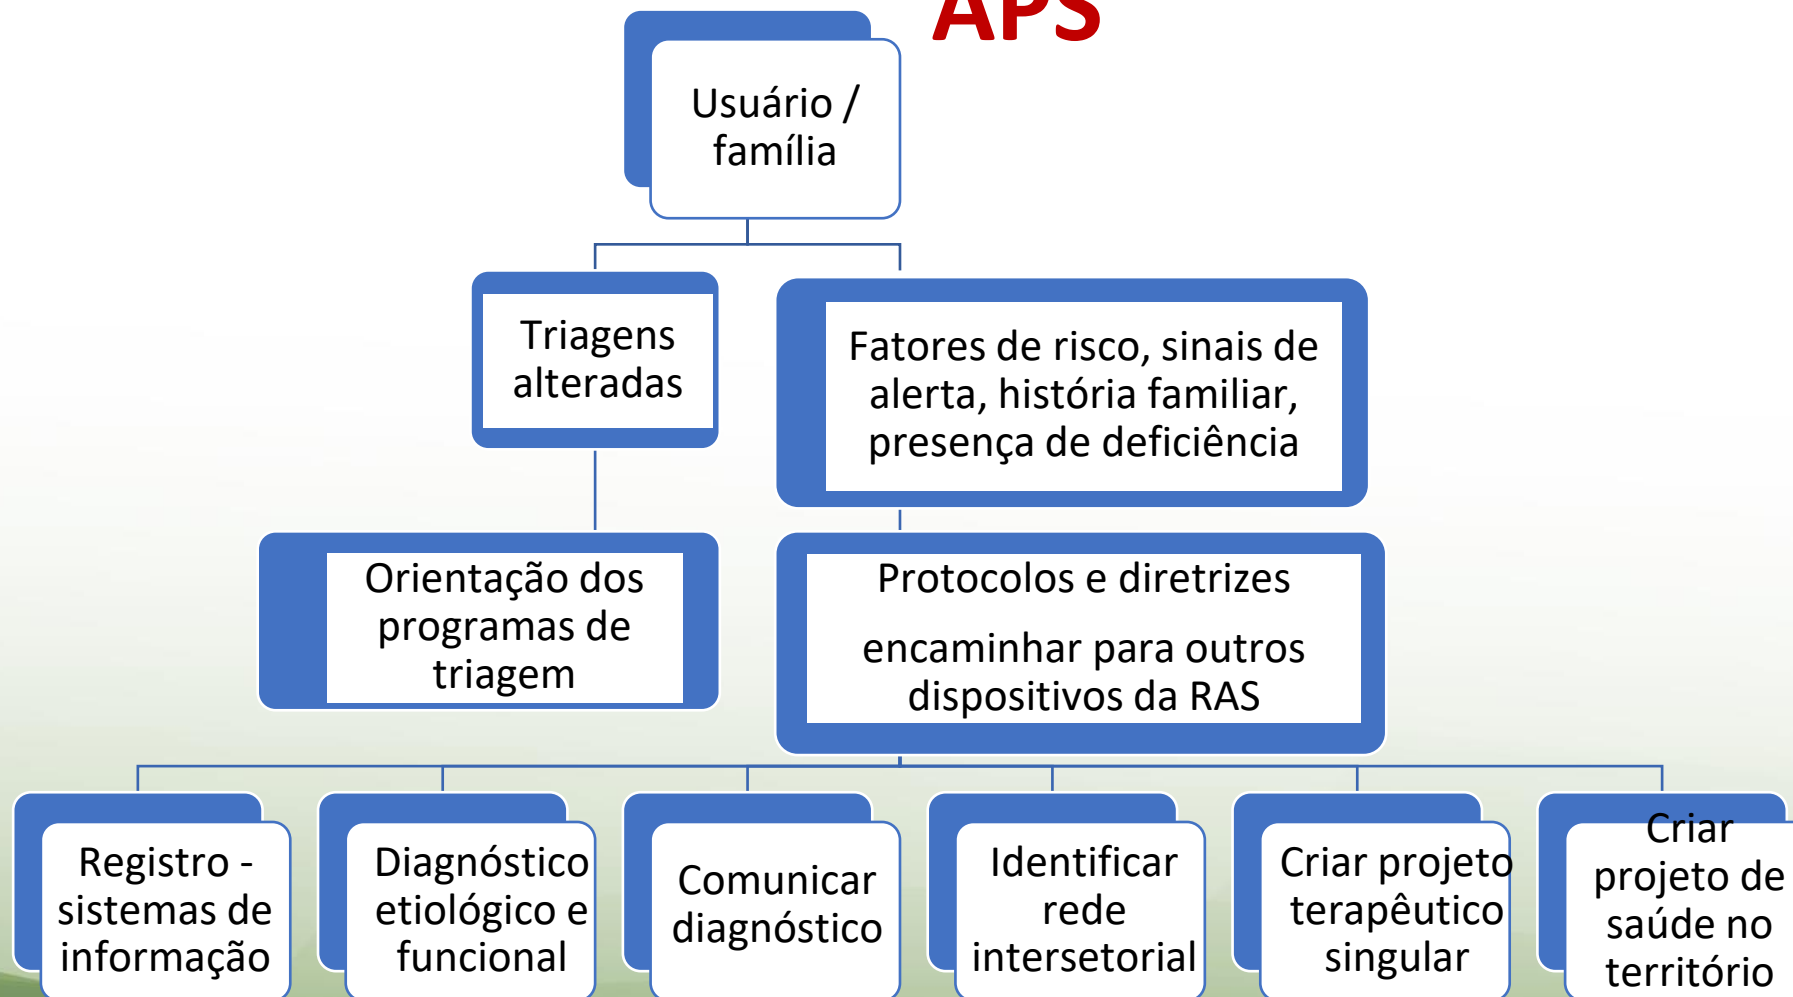 APS
Usuário /
família
Triagens
alteradas
Fatores de risco, sinais de
alerta, história familiar,
presença de deficiência
Orientação dos
programas de
triagem
Protocolos e diretrizes
encaminhar para outros
dispositivos da RAS
Registro -
sistemas de
informação
Diagnóstico
etiológico e
funcional
Comunicar
diagnóstico
Identificar
rede
intersetorial
Criar projeto
terapêutico
singular
Criar
projeto de
saúde no
território